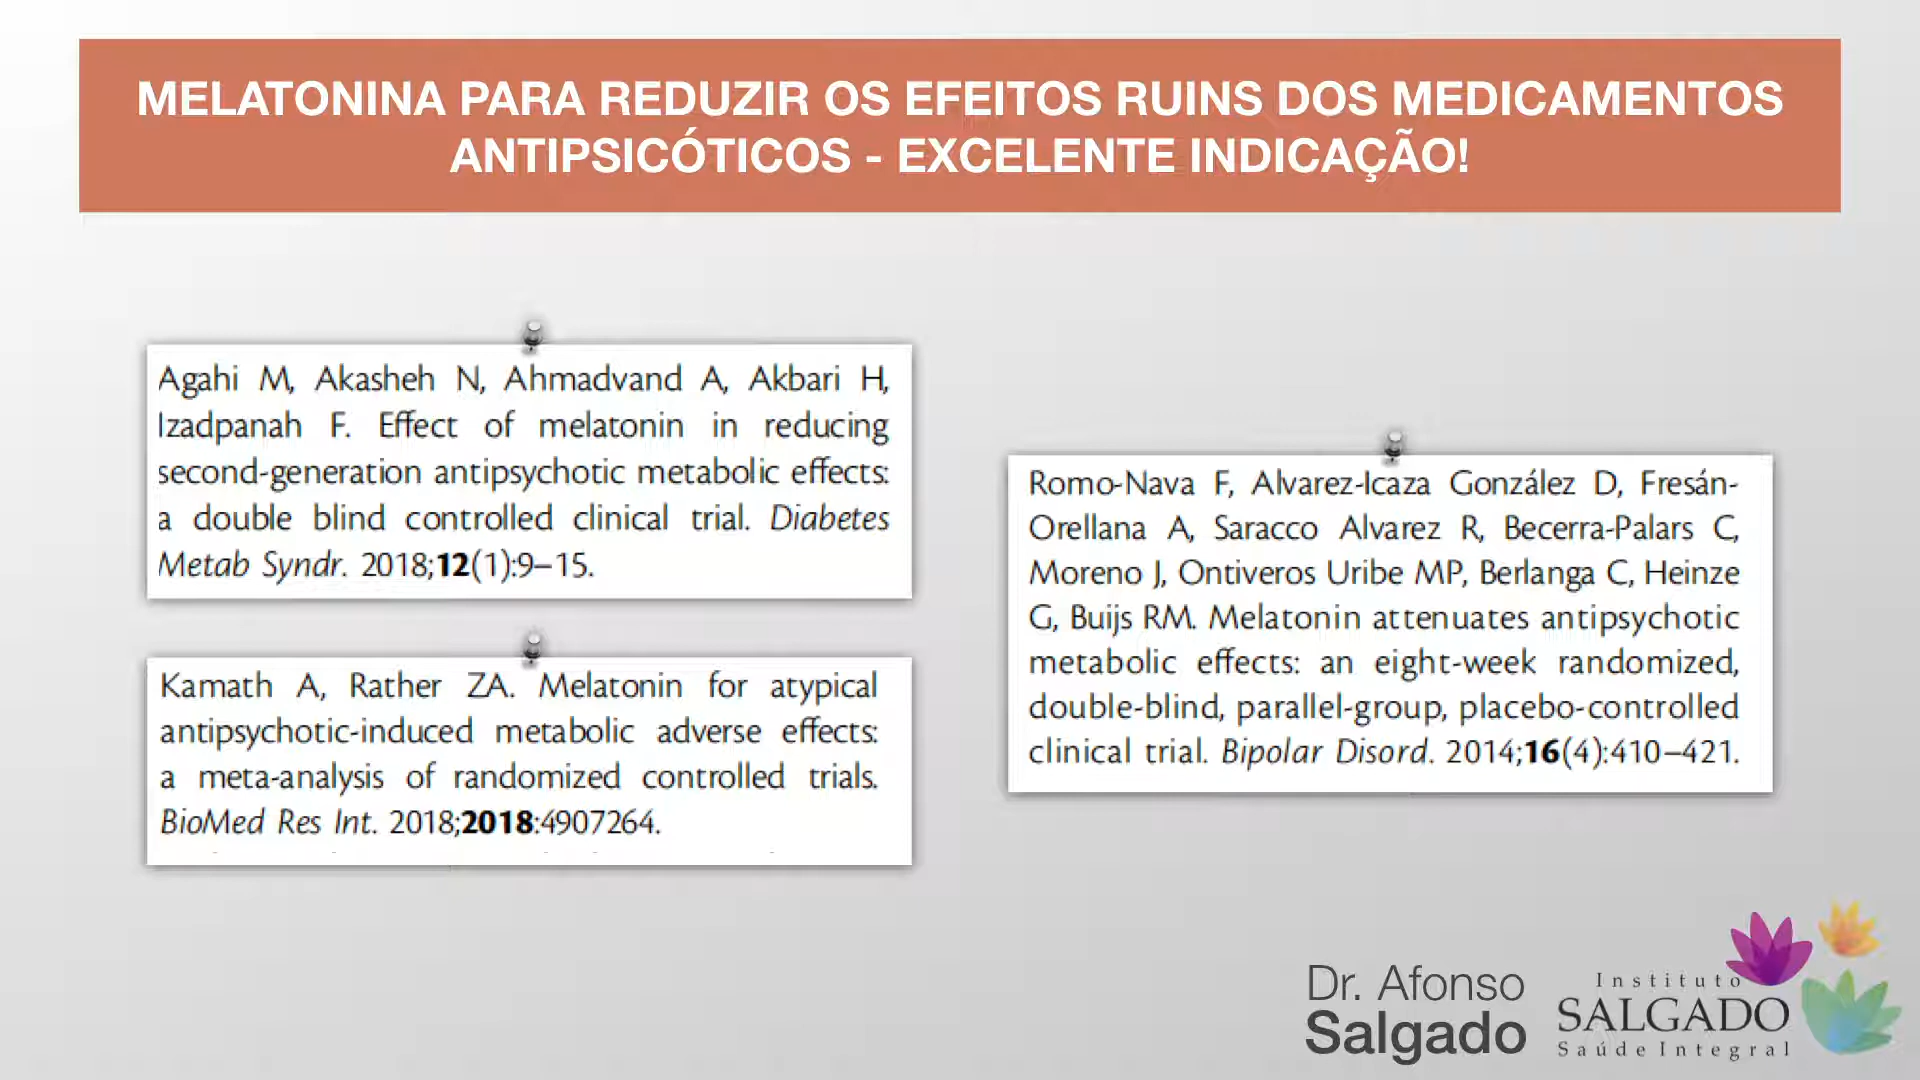 MELATONINA PARA REDUZIR OS EFEITOS RUINS DOS MEDICAMENTOS
ANTIPSICÓTICOS - EXCELENTE INDICAÇÃO!
Agahi M, Akasheh N, Ahmadvand A, Akbari H,
Izadpanah F. Effect of melatonin in reducing
second-generation antipsychotic metabolic effects:
a double blind controlled clinical trial. Diabetes
Metab Syndr. 2018;12(1):9–15.
Kamath A, Rather ZA. Melatonin for atypical
antipsychotic-induced metabolic adverse effects:
a meta-analysis of randomized controlled trials.
BioMed Res Int. 2018;2018:4907264.
Romo-Nava F, Alvarez-Icaza González D, Fresán-
Orellana A, Saracco Alvarez R, Becerra-Palars C,
Moreno J, Ontiveros Uribe MP, Berlanga C, Heinze
G, Buijs RM. Melatonin attenuates antipsychotic
metabolic effects: an eight-week randomized,
double-blind, parallel-group, placebo-controlled
clinical trial. Bipolar Disord. 2014;16(4):410–421.
Dr. Afonso
Salgado
Instituto
SALGADO
Saúde Integral